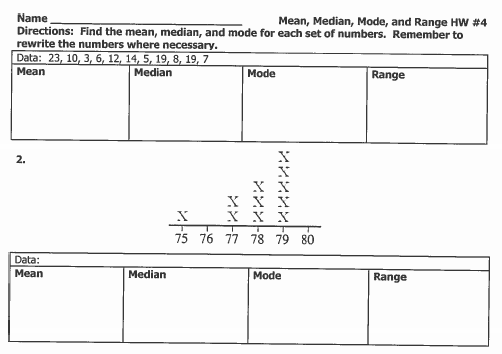 Name
Mean, Median, Mode, and Range HW #4
Directions: Find the mean, median, and mode for each set of numbers. Remember to
rewrite the numbers where necessary.
Data: 23, 10, 3, 6, 12, 14, 5, 19, 8, 19, 7
Mean Median Mode Range
2.
X
X
X X
X X X
X X X X
75 76 77 78 79 80
Data:
Mean Median Mode Range